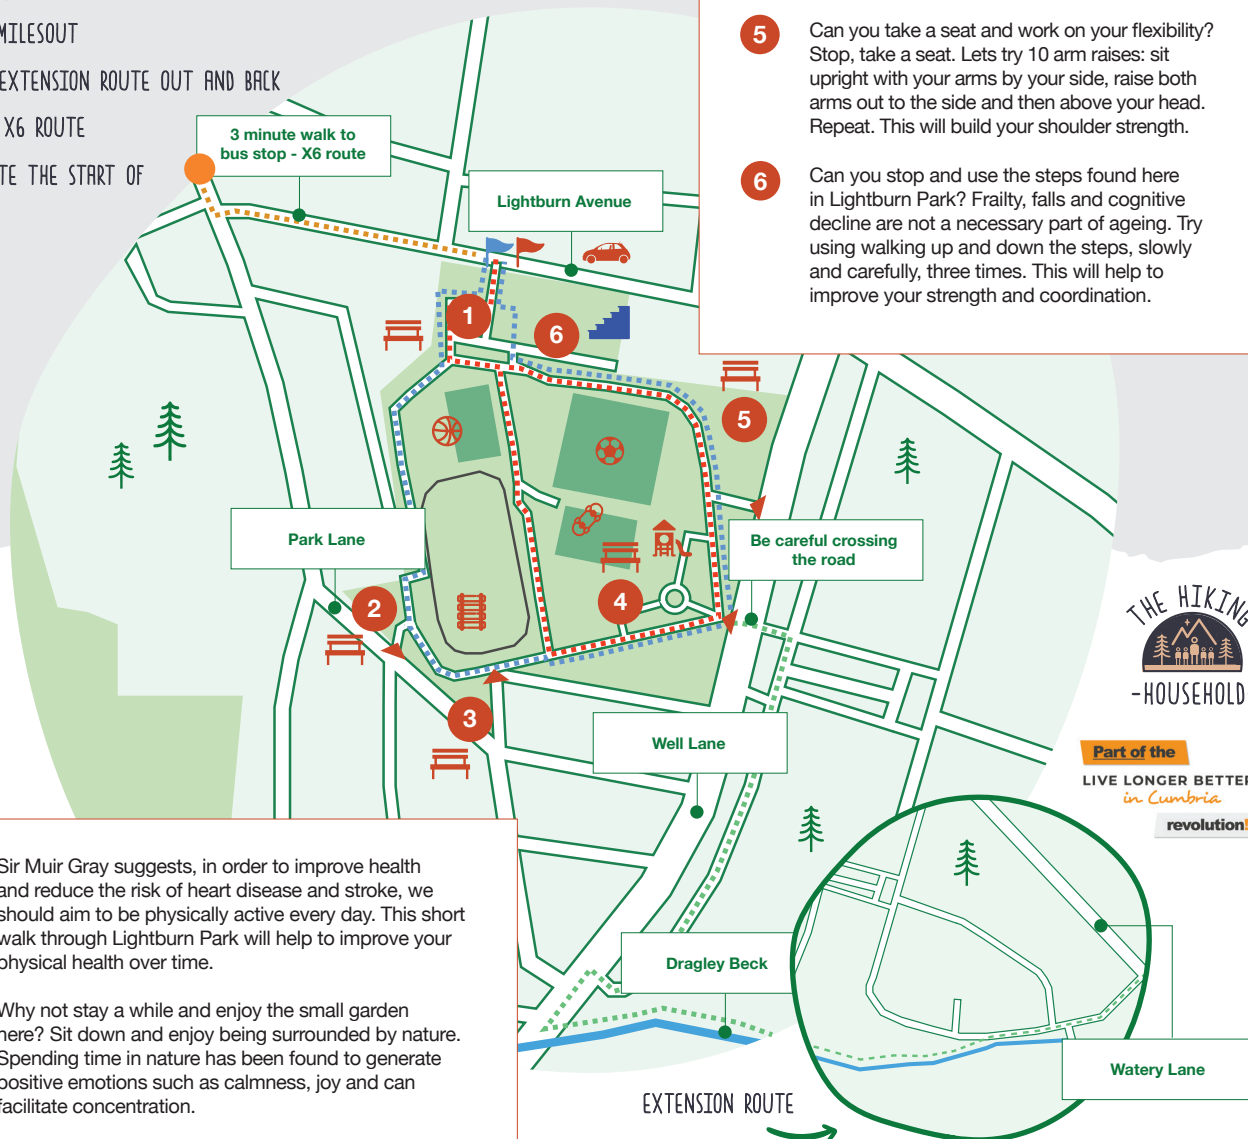 MILESOUT
EXTENSION ROUTE OUT AND BACK
X6 ROUTE
TE THE START OF
5
Can you take a seat and work on your flexibility?
Stop, take a seat. Lets try 10 arm raises: sit
upright with your arms by your side, raise both
arms out to the side and then above your head.
Repeat. This will build your shoulder strength.
6
Can you stop and use the steps found here
in Lightburn Park? Frailty, falls and cognitive
decline are not a necessary part of ageing. Try
using walking up and down the steps, slowly
and carefully, three times. This will help to
improve your strength and coordination.
3 minute walk to
bus stop - X6 route
Lightburn Avenue
1
6
5
Park Lane
Be careful crossing
the road
2
4
3
Well Lane
Dragley Beck
Watery Lane
EXTENSION ROUTE
THE HIKING
-HOUSEHOLD
Part of the
LIVE LONGER BETTER
in Cumbria
revolution!
Sir Muir Gray suggests, in order to improve health
and reduce the risk of heart disease and stroke, we
should aim to be physically active every day. This short
walk through Lightburn Park will help to improve your
physical health over time.
Why not stay a while and enjoy the small garden
here? Sit down and enjoy being surrounded by nature.
Spending time in nature has been found to generate
positive emotions such as calmness, joy and can
facilitate concentration.